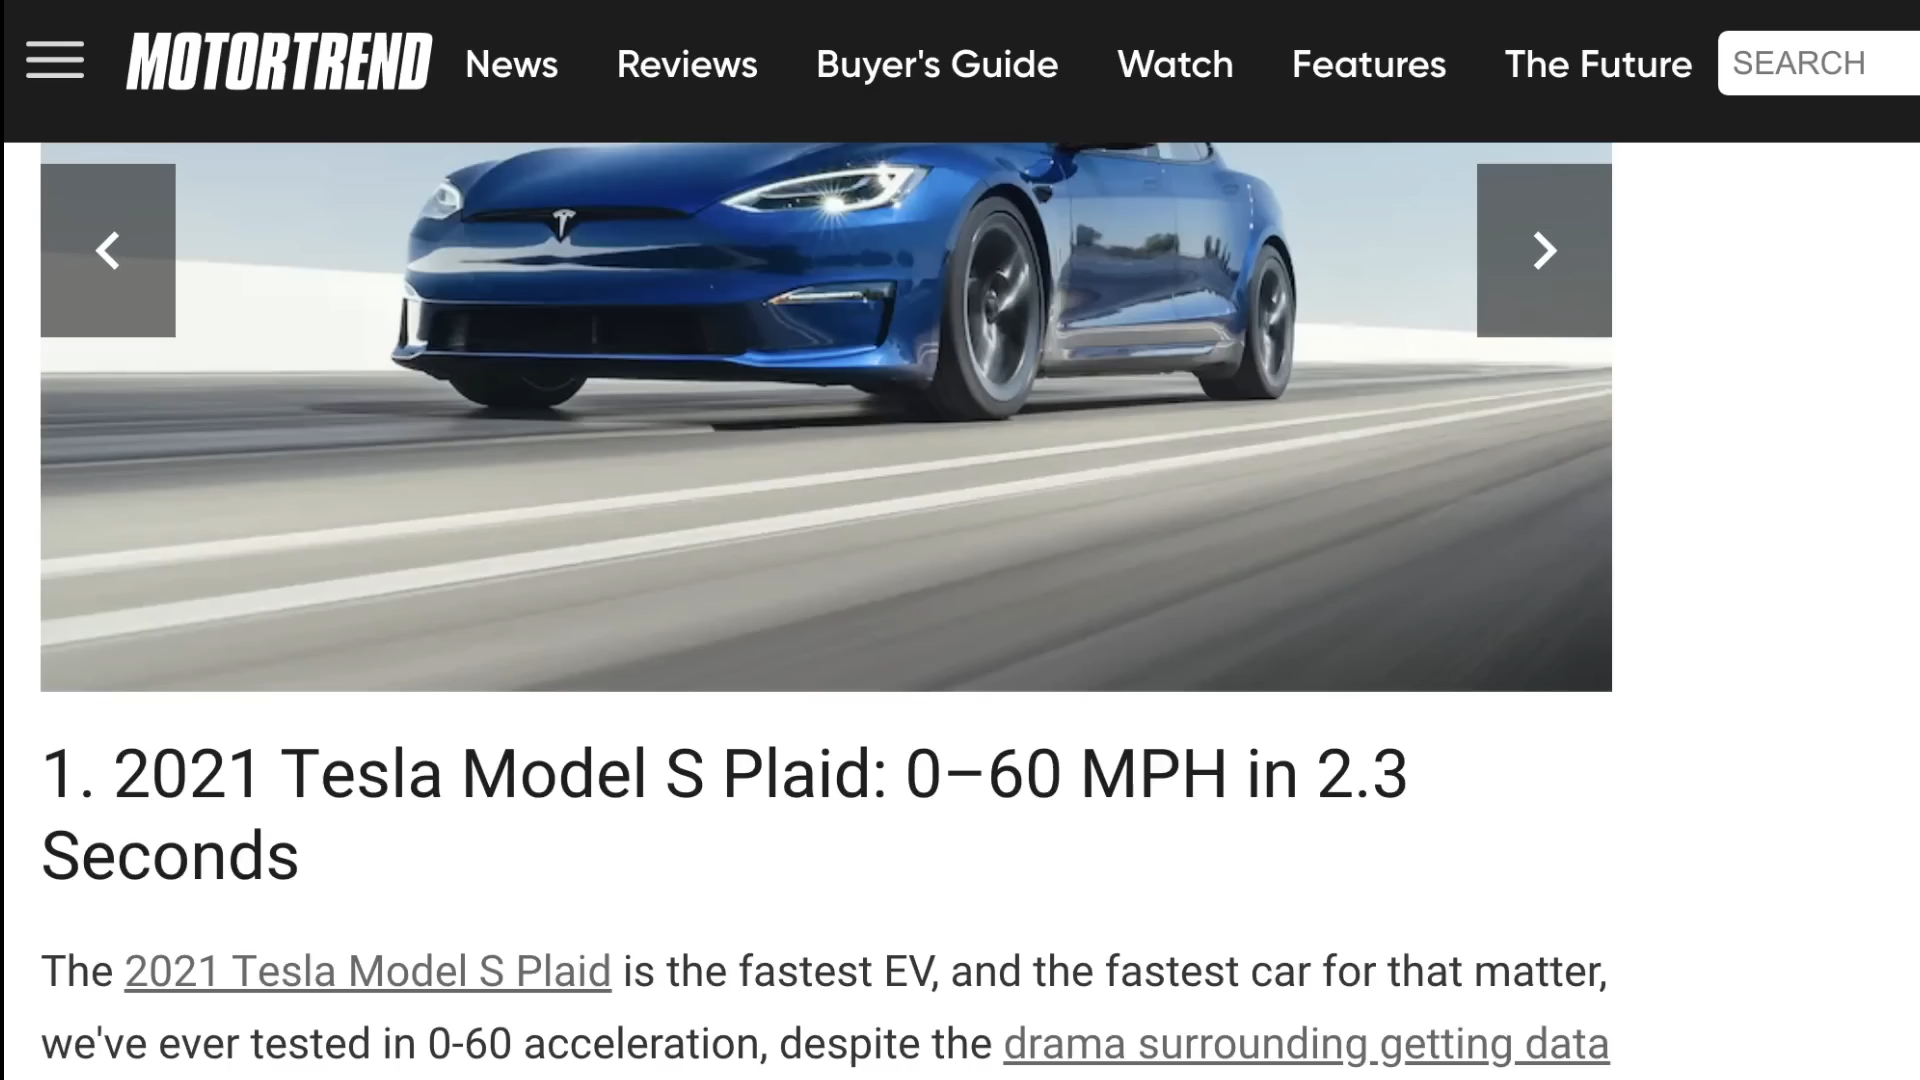 MOTORTREND News Reviews Buyer's Guide Watch Features The Future SEARCH
1. 2021 Tesla Model S Plaid: 0–60 MPH in 2.3
Seconds
The 2021 Tesla Model S Plaid is the fastest EV, and the fastest car for that matter,
we've ever tested in 0-60 acceleration, despite the drama surrounding getting data